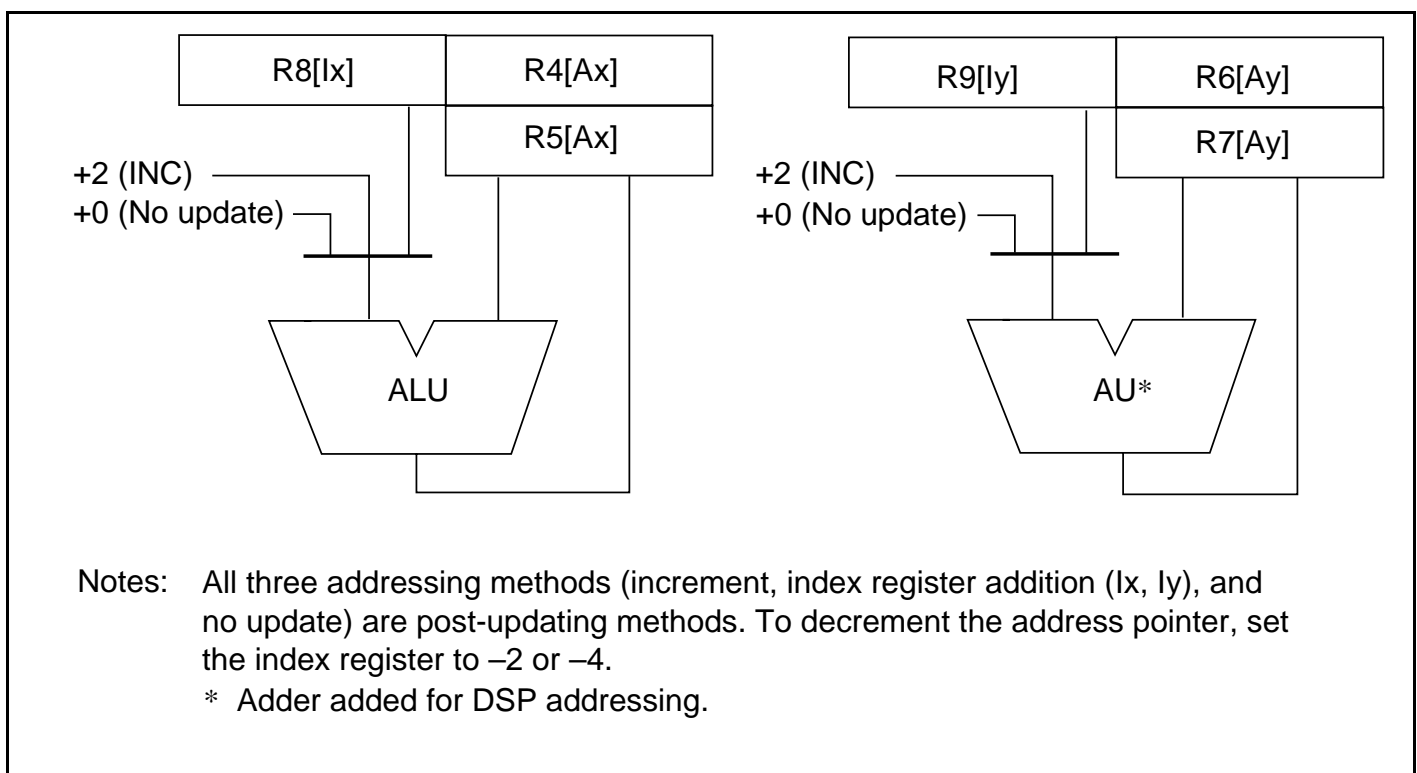 R8[Ix]
R4[Ax]
R5[Ax]
+2 (INC)
+0 (No update)
ALU
R9[Iy]
R6[Ay]
R7[Ay]
+2 (INC)
+0 (No update)
AU*
Notes: All three addressing methods (increment, index register addition (Ix, Iy), and
no update) are post-updating methods. To decrement the address pointer, set
the index register to –2 or –4.
* Adder added for DSP addressing.